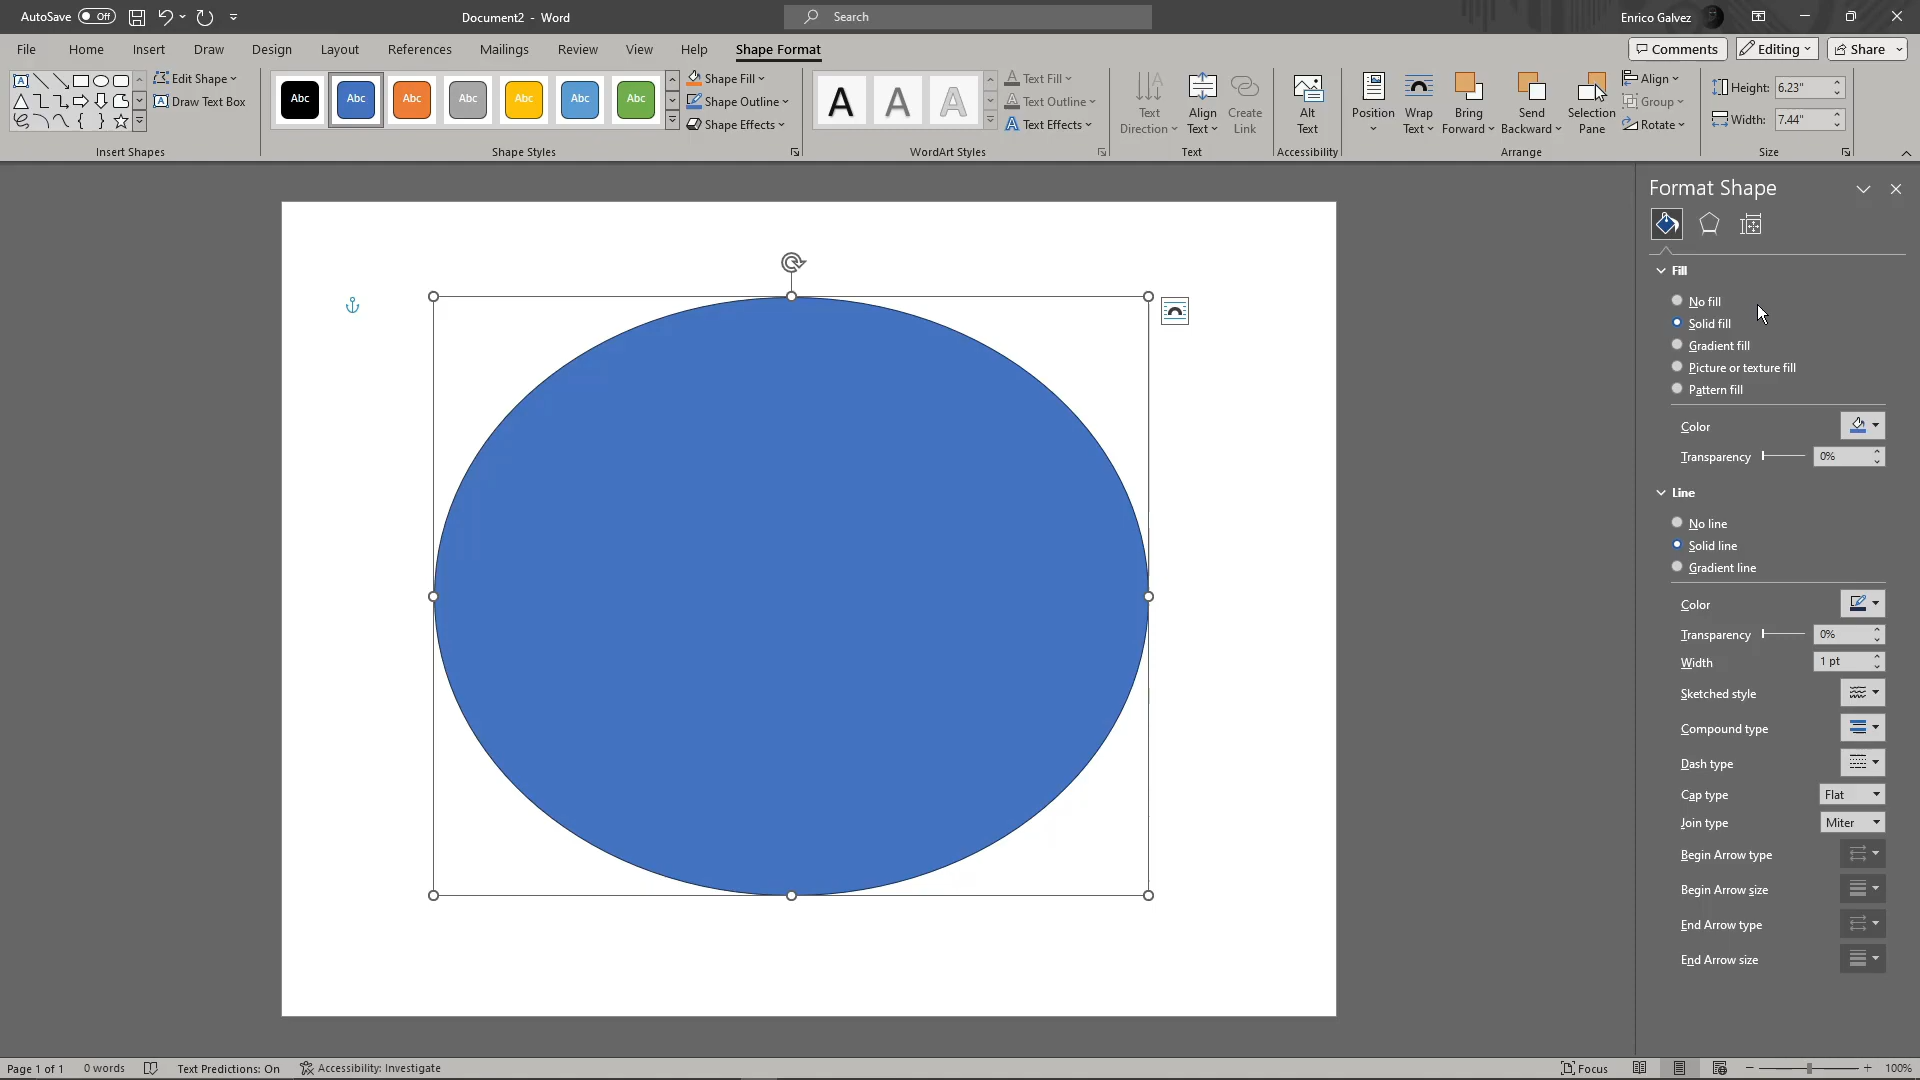 AutoSave Off Document2 - Word Search Enrico Galvez
File Home Insert Draw Design Layout References Mailings Review View Help Shape Format Comments Editing Share
Edit Shape
Draw Text Box
Insert Shapes
Abc Abc Abc Abc Abc Abc Abc
Shape Fill
Shape Outline
Shape Effects
Shape Styles
A A A
Text Fill
Text Outline
Text Effects
WordArt Styles
Text Direction
Align Text
Create Link
Text
Alt Text
Accessibility
Position
Wrap Text
Bring Forward
Send Backward
Selection Pane
Align
Group
Rotate
Arrange
Height: 6.23"
Width: 7.44"
Size
Format Shape
Fill
No fill
Solid fill
Gradient fill
Picture or texture fill
Pattern fill
Color
Transparency 0%
Line
No line
Solid line
Gradient line
Color
Transparency 0%
Width 1 pt
Sketched style
Compound type
Dash type
Cap type Flat
Join type Miter
Begin Arrow type
Begin Arrow size
End Arrow type
End Arrow size
Page 1 of 1 0 words Text Predictions: On Accessibility: Investigate Focus 100%